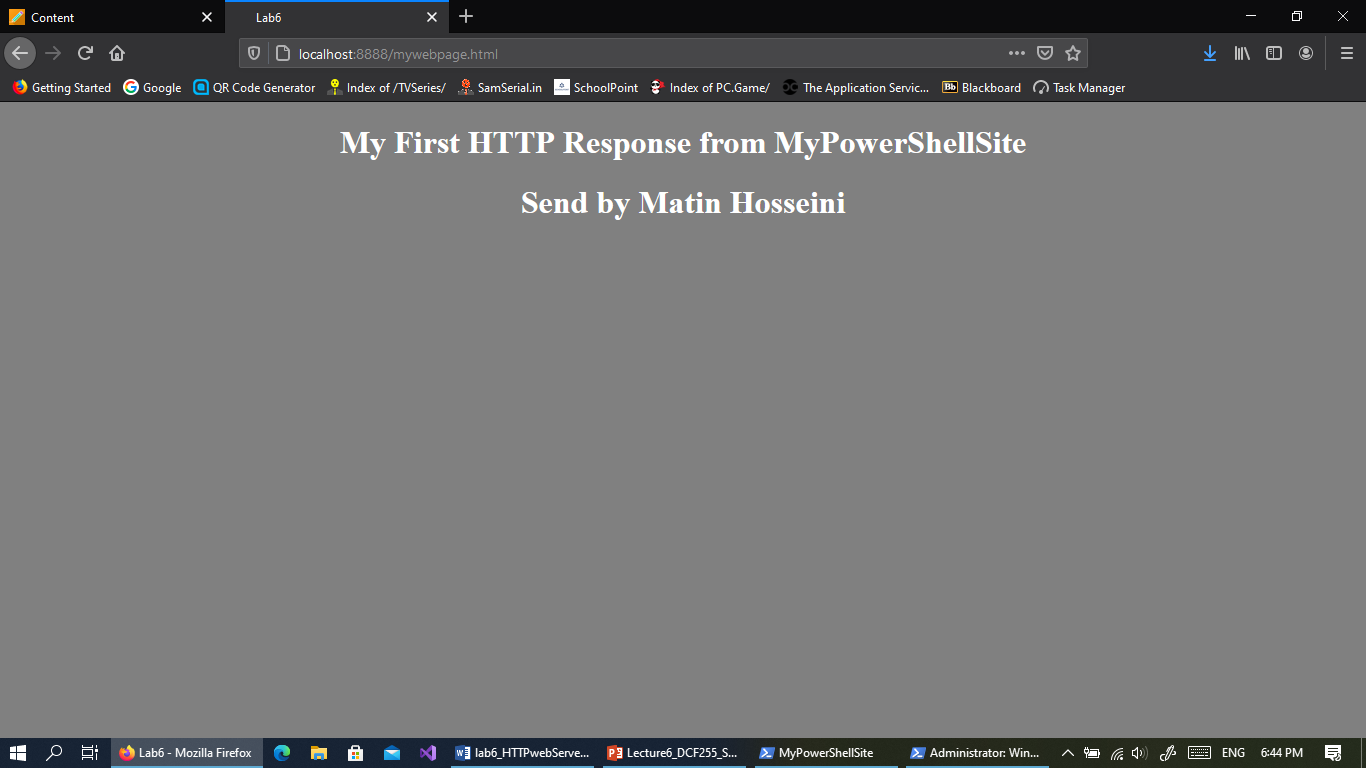 Content
Lab6
localhost:8888/mywebpage.html
Getting Started
Google
QR Code Generator
Index of /TVSeries/
SamSerial.in
SchoolPoint
Index of PC.Game/
The Application Servic...
Bb Blackboard
Task Manager
My First HTTP Response from MyPowerShellSite
Send by Matin Hosseini
Lab6 - Mozilla Firefox
lab6_HTTPwebServe...
Lecture6_DCF255_S...
MyPowerShellSite
Administrator: Win...
ENG
6:44 PM